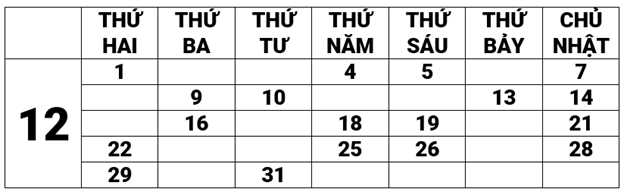 THỨ HAI THỨ BA THỨ TƯ THỨ NĂM THỨ SÁU THỨ BẢY CHỦ NHẬT
12
1 4 5 7
9 10 13 14
16 18 19 21
22 25 26 28
29 31